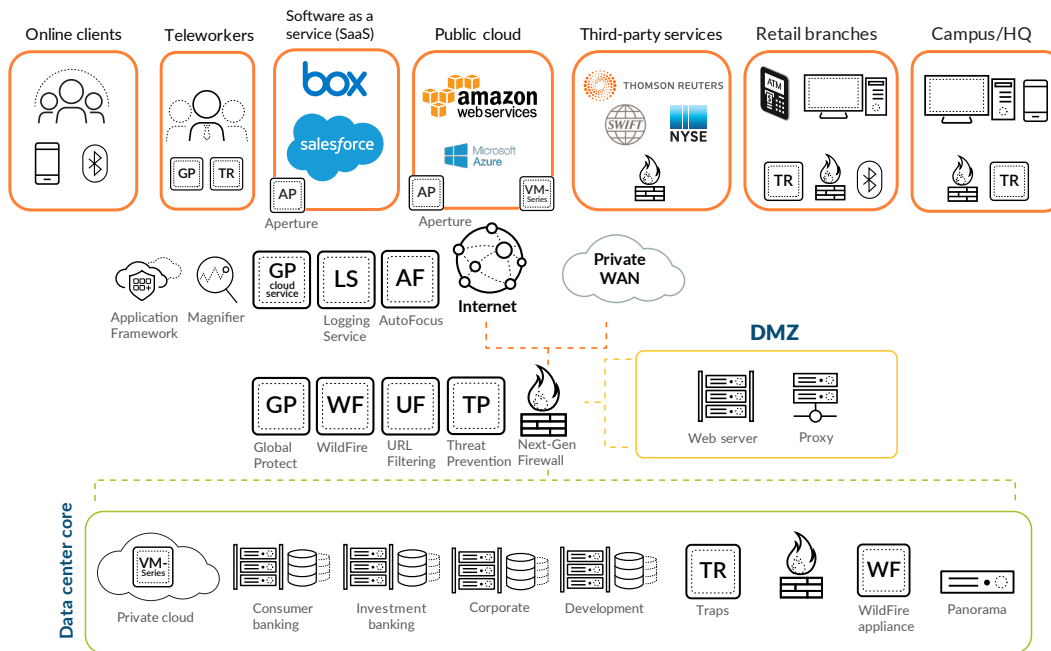 Online clients
Teleworkers
Software as a
service (SaaS)
Public cloud
Third-party services
Retail branches
Campus/HQ
GP
TR
box
salesforce
AP
Aperture
amazon
webservices
Microsoft
Azure
AP
Aperture
VM-
Series
THOMSON REUTERS
SWIFT
NYSE
ATM
TR
TR
Application
Framework
Magnifier
GP
cloud
service
LS
Logging
Service
AF
AutoFocus
Internet
Private
WAN
DMZ
GP
Global
Protect
WF
WildFire
UF
URL
Filtering
TP
Threat
Prevention
Next-Gen
Firewall
Web server
Proxy
Data center core
VM-
Series
Private cloud
Consumer
banking
Investment
banking
Corporate
Development
TR
Traps
WF
WildFire
appliance
Panorama